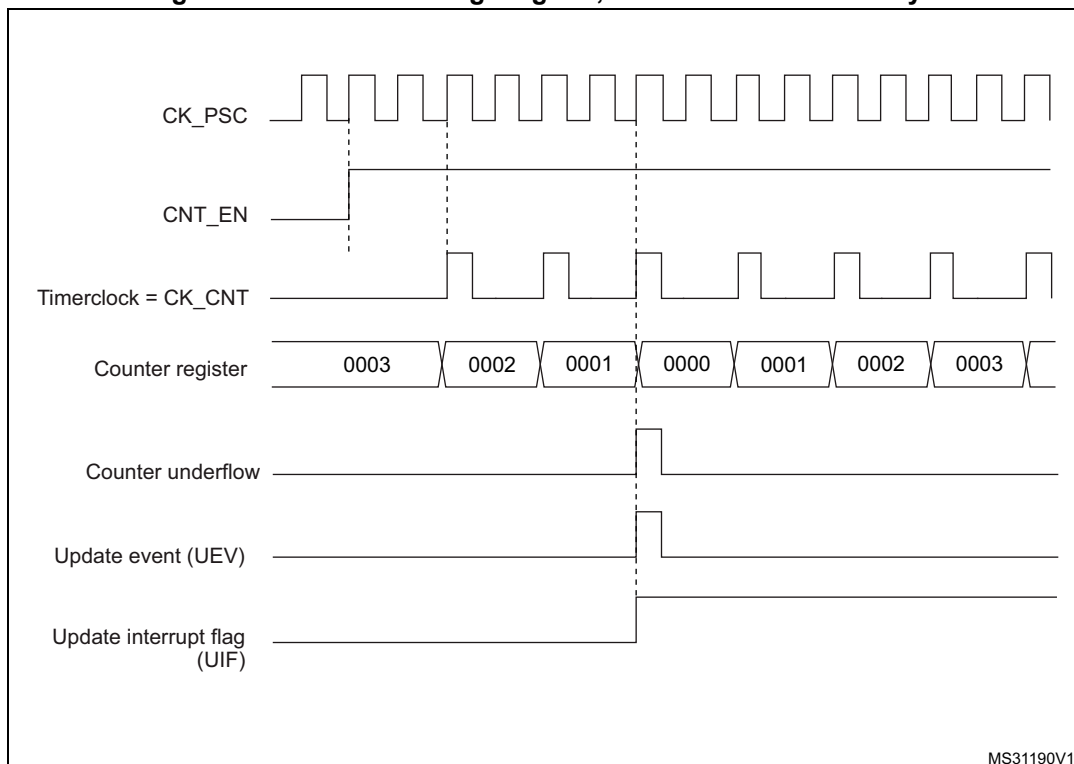 CK_PSC
CNT_EN
Timerclock = CK_CNT
Counter register
0003 0002 0001 0000 0001 0002 0003
Counter underflow
Update event (UEV)
Update interrupt flag
(UIF)
MS31190V1